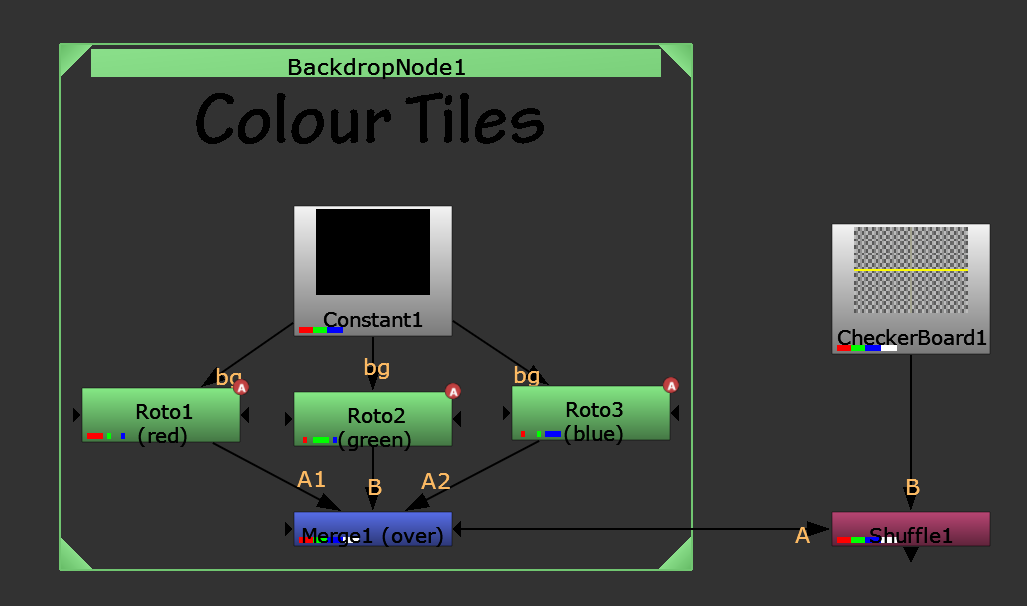 BackdropNode1
Colour Tiles
Constant1
CheckerBoard1
bg
bg
bg
A
A
A
Roto1
(red)
Roto2
(green)
Roto3
(blue)
A1
B
A2
B
Merge1 (over)
A
Shuffle1